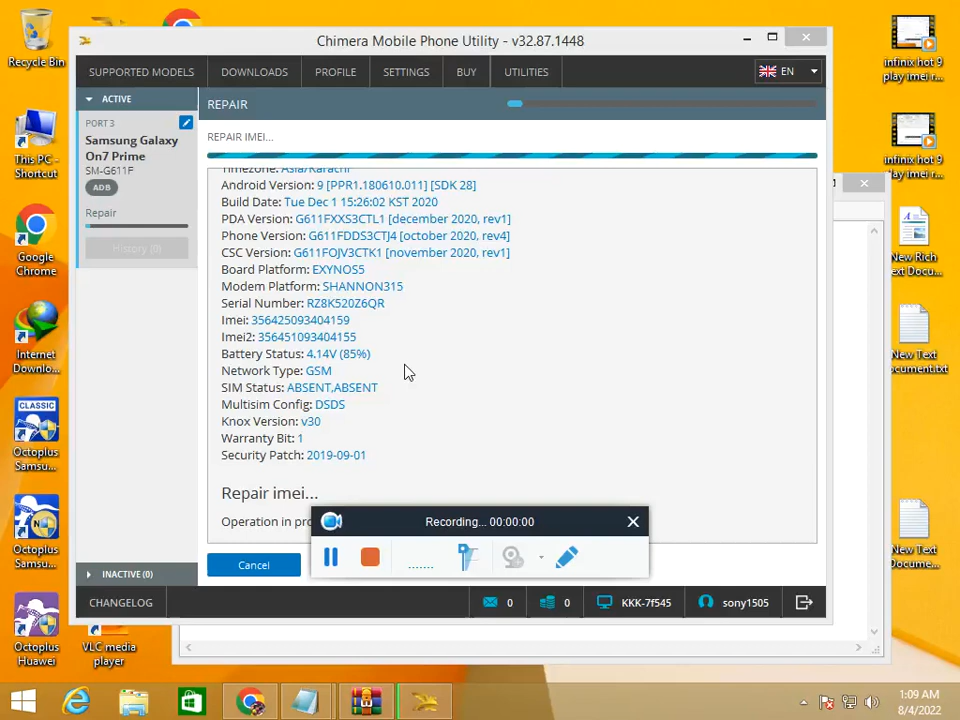 Recycle Bin
This PC - Shortcut
Google Chrome
Internet Downlo...
CLASSIC
Octoplus Samsu...
Octoplus Samsu...
Octoplus Huawei
VLC media player
infinix hot 9 play imei r...
infinix hot 9 play imei r...
New Rich Text Docu...
New Text Document.txt
New Text Docume...
Chimera Mobile Phone Utility - v32.87.1448
SUPPORTED MODELS
DOWNLOADS
PROFILE
SETTINGS
BUY
UTILITIES
EN
ACTIVE
PORT 3
Samsung Galaxy On7 Prime
SM-G611F
ADB
Repair
History (0)
INACTIVE (0)
REPAIR
REPAIR IMEI...
Timezone: Asia/Karachi
Android Version: 9 [PPR1.180610.011] [SDK 28]
Build Date: Tue Dec 1 15:26:02 KST 2020
PDA Version: G611FXXS3CTL1 [december 2020, rev1]
Phone Version: G611FDDS3CTJ4 [october 2020, rev4]
CSC Version: G611FOJV3CTK1 [november 2020, rev1]
Board Platform: EXYNOS5
Modem Platform: SHANNON315
Serial Number: RZ8K520Z6QR
Imei: 356425093404159
Imei2: 356451093404155
Battery Status: 4.14V (85%)
Network Type: GSM
SIM Status: ABSENT,ABSENT
Multisim Config: DSDS
Knox Version: v30
Warranty Bit: 1
Security Patch: 2019-09-01
Repair imei...
Operation in pro
Recording... 00:00:00
Cancel
CHANGELOG
0
0
KKK-7f545
sony1505
1:09 AM
8/4/2022